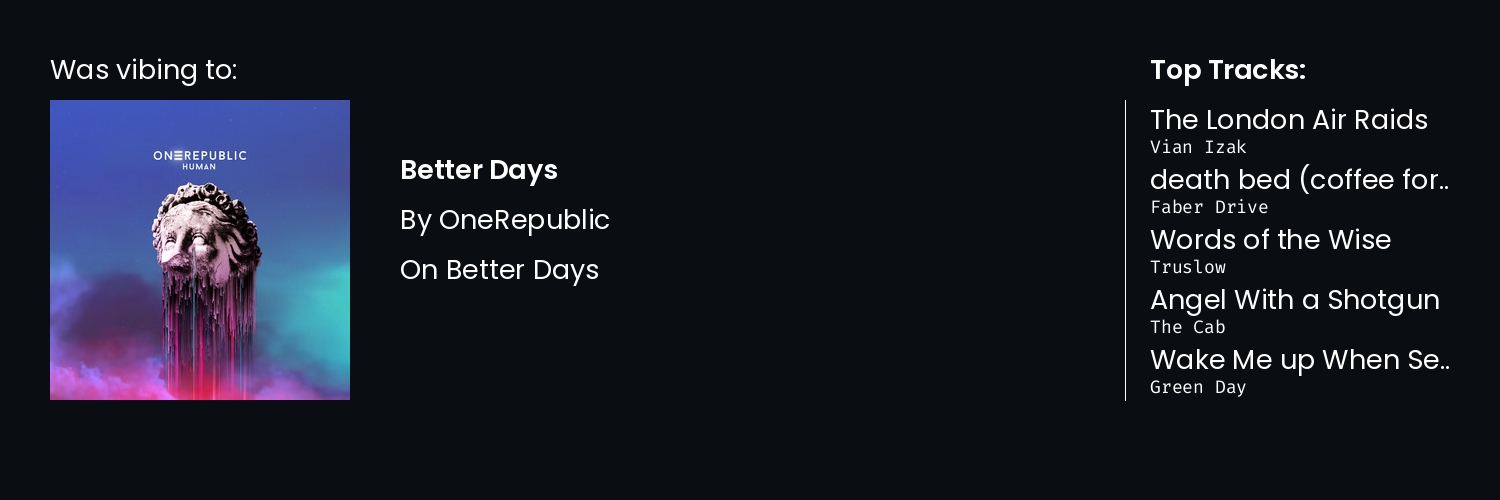 Was vibing to:
ONEREPUBLIC
HUMAN
Better Days
By OneRepublic
On Better Days
Top Tracks:
The London Air Raids
Vian Izak
death bed (coffee for..
Faber Drive
Words of the Wise
Truslow
Angel With a Shotgun
The Cab
Wake Me up When Se..
Green Day